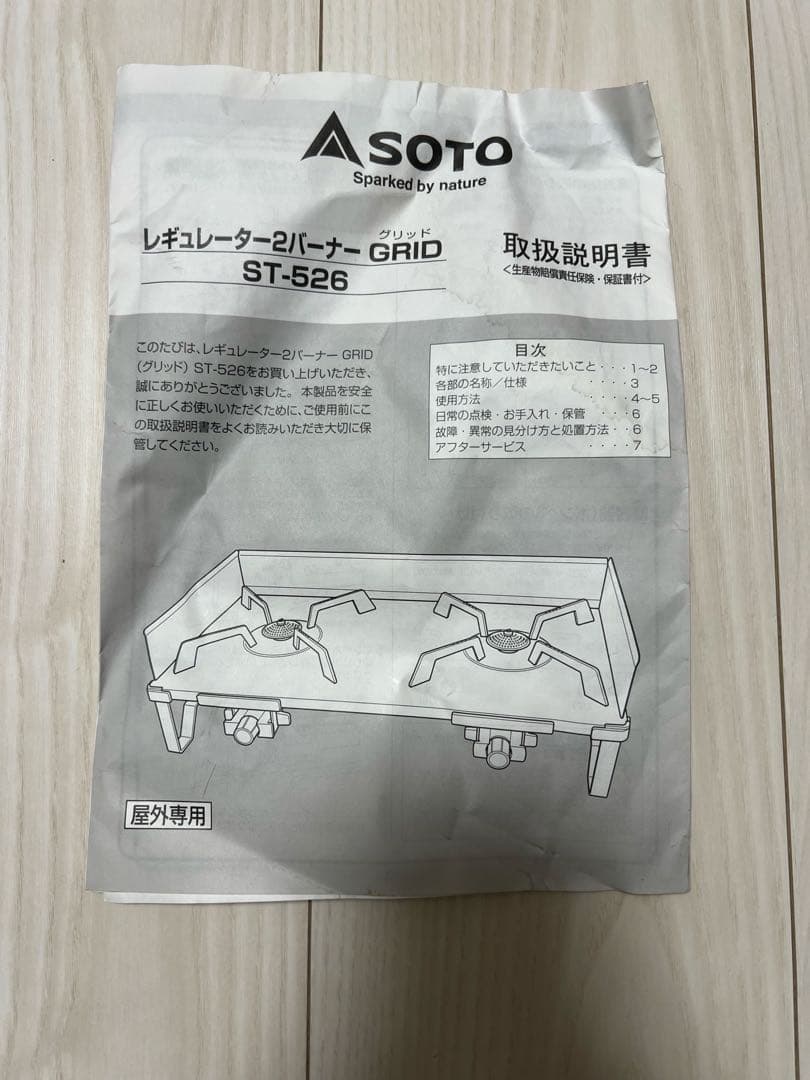 SOTO
Sparked by nature
グリッド
レギュレーター2バーナー GRID
ST-526
取扱説明書
<生産物賠償責任保険・保証書付>
このたびは、レギュレーター2バーナー GRID
(グリッド) ST-526をお買い上げいただき、
誠にありがとうございました。本製品を安全
に正しくお使いいただくために、ご使用前にこ
の取扱説明書をよくお読みいただき大切に保
管してください。
目次
特に注意していただきたいこと・・・1〜2
各部の名称/仕様 ・・・・3
使用方法 ・・・・4〜5
日常の点検・お手入れ・保管 ・・・6
故障・異常の見分け方と処置方法・・6
アフターサービス ・・・・7
屋外専用